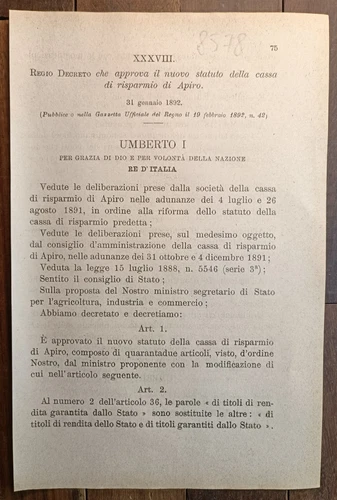 2578
75
XXXVIII.
REGIO DECRETO che approva il nuovo statuto della cassa
di risparmio di Apiro.
31 gennaio 1892.
(Pubblicato nella Gazzetta Ufficiale del Regno il 19 febbraio 1892, n. 42)
UMBERTO I
PER GRAZIA DI DIO E PER VOLONTÀ DELLA NAZIONE
RE D'ITALIA
Vedute le deliberazioni prese dalla società della cassa
di risparmio di Apiro nelle adunanze dei 4 luglio e 26
agosto 1891, in ordine alla riforma dello statuto della
cassa di risparmio predetta;
Vedute le deliberazioni prese, sul medesimo oggetto,
dal consiglio d'amministrazione della cassa di risparmio
di Apiro, nelle adunanze dei 31 ottobre e 4 dicembre 1891;
Veduta la legge 15 luglio 1888, n. 5546 (serie 3ª);
Sentito il consiglio di Stato;
Sulla proposta del Nostro ministro segretario di Stato
per l'agricoltura, industria e commercio;
Abbiamo decretato e decretiamo:
Art. 1.
È approvato il nuovo statuto della cassa di risparmio
di Apiro, composto di quarantadue articoli, visto, d'ordine
Nostro, dal ministro proponente con la modificazione di
cui nell'articolo seguente.
Art. 2.
Al numero 2 dell'articolo 36, le parole « di titoli di ren-
dita garantita dallo Stato » sono sostituite le altre: « di
titoli di rendita dello Stato e di titoli garantiti dallo Stato ».